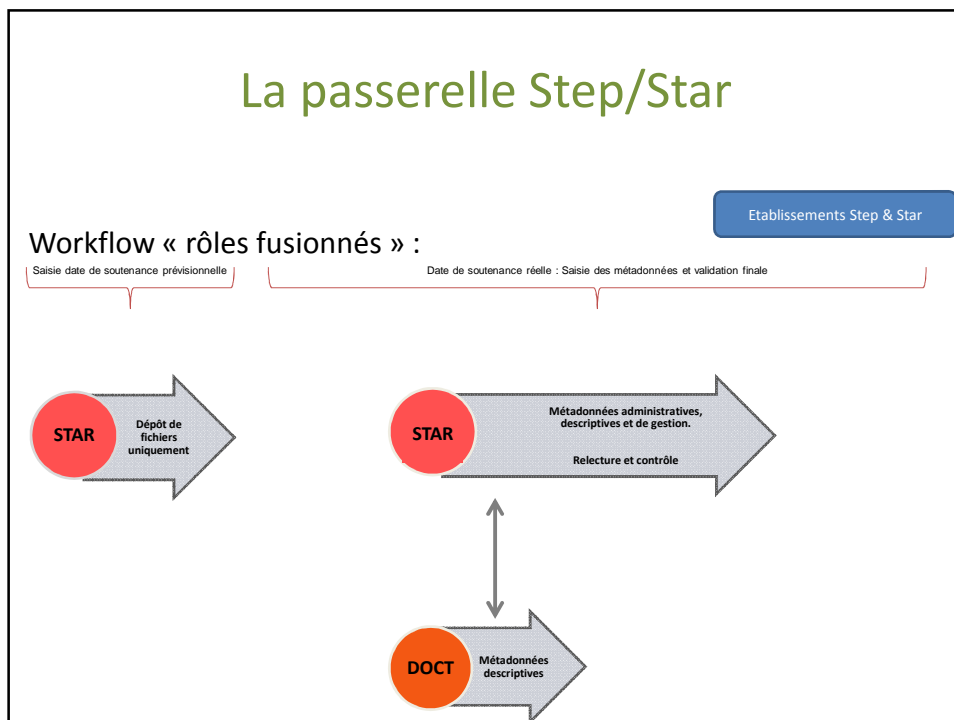 La passerelle Step/Star
Etablissements Step & Star
Workflow « rôles fusionnés » :
Saisie date de soutenance prévisionnelle
Date de soutenance réelle : Saisie des métadonnées et validation finale
STAR
Dépôt de
fichiers
uniquement
STAR
Métadonnées administratives,
descriptives et de gestion.
Relecture et contrôle
DOCT
Métadonnées
descriptives